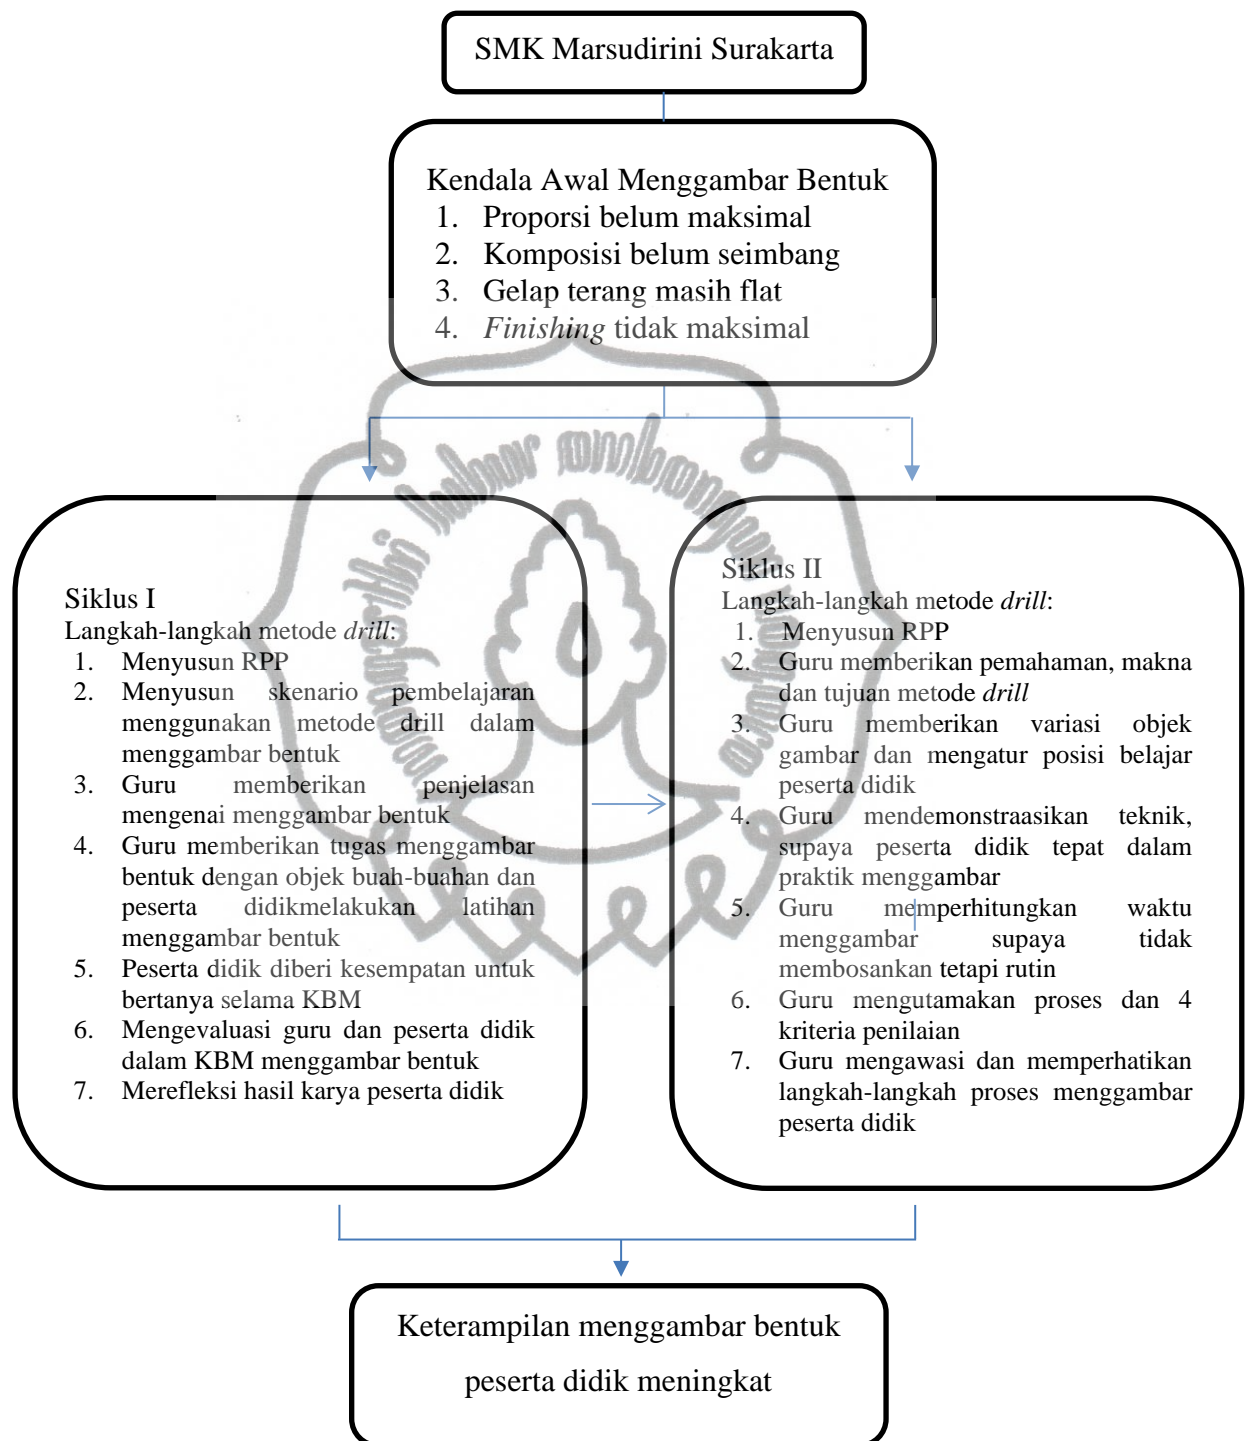 SMK Marsudirini Surakarta
Kendala Awal Menggambar Bentuk
1. Proporsi belum maksimal
2. Komposisi belum seimbang
3. Gelap terang masih flat
4. Finishing tidak maksimal
Siklus I
Langkah-langkah metode drill:
1. Menyusun RPP
2. Menyusun skenario pembelajaran
menggunakan metode drill dalam
menggambar bentuk
3. Guru memberikan penjelasan
mengenai menggambar bentuk
4. Guru memberikan tugas menggambar
bentuk dengan objek buah-buahan dan
peserta didikmelakukan latihan
menggambar bentuk
5. Peserta didik diberi kesempatan untuk
bertanya selama KBM
6. Mengevaluasi guru dan peserta didik
dalam KBM menggambar bentuk
7. Merefleksi hasil karya peserta didik
Siklus II
Langkah-langkah metode drill:
1. Menyusun RPP
2. Guru memberikan pemahaman, makna
dan tujuan metode drill
3. Guru memberikan variasi objek
gambar dan mengatur posisi belajar
peserta didik
4. Guru mendemonstraasikan teknik,
supaya peserta didik tepat dalam
praktik menggambar
5. Guru memperhitungkan waktu
menggambar supaya tidak
membosankan tetapi rutin
6. Guru mengutamakan proses dan 4
kriteria penilaian
7. Guru mengawasi dan memperhatikan
langkah-langkah proses menggambar
peserta didik
Keterampilan menggambar bentuk
peserta didik meningkat